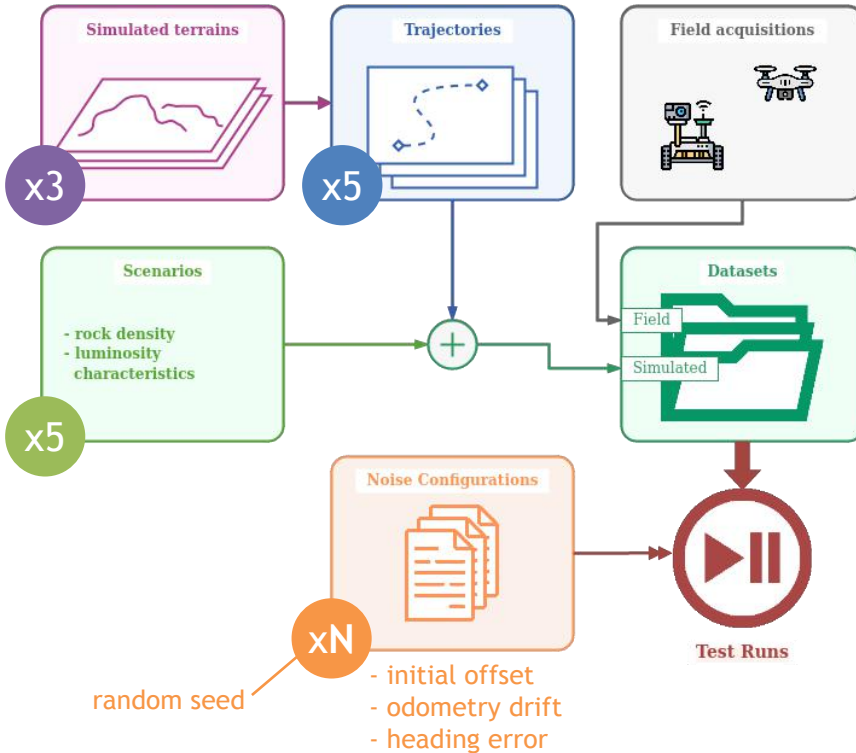 Simulated terrains
Trajectories
Field acquisitions
x3
x5
Scenarios
- rock density
- luminosity
characteristics
x5
+
Datasets
Field
Simulated
Noise Configurations
xN
random seed
- initial offset
- odometry drift
- heading error
Test Runs